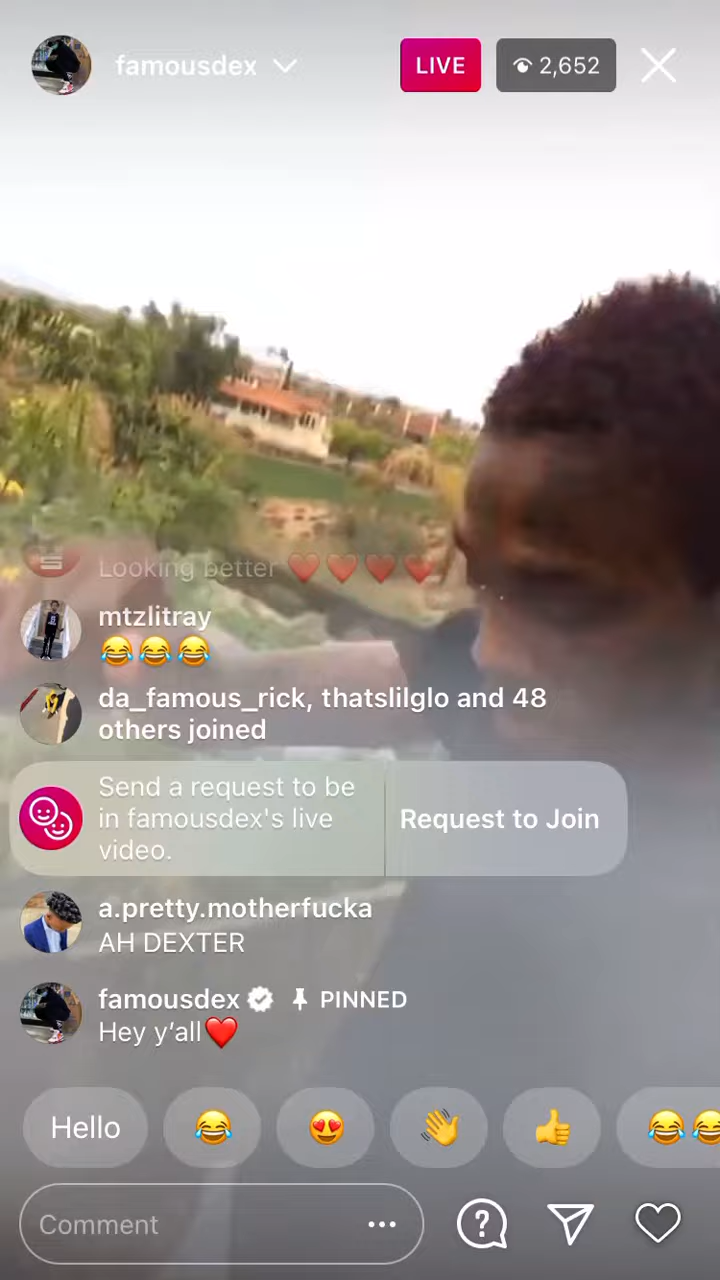 famousdex
LIVE
2,652
Looking better ❤️❤️❤️❤️
mtzlitray
😂😂😂
da_famous_rick, thatslilglo and 48
others joined
Send a request to be
in famousdex's live
video.
Request to Join
a.pretty.motherfucka
AH DEXTER
famousdex PINNED
Hey y’all❤️
Hello 😂 😍 👋 👍 😂😂
Comment